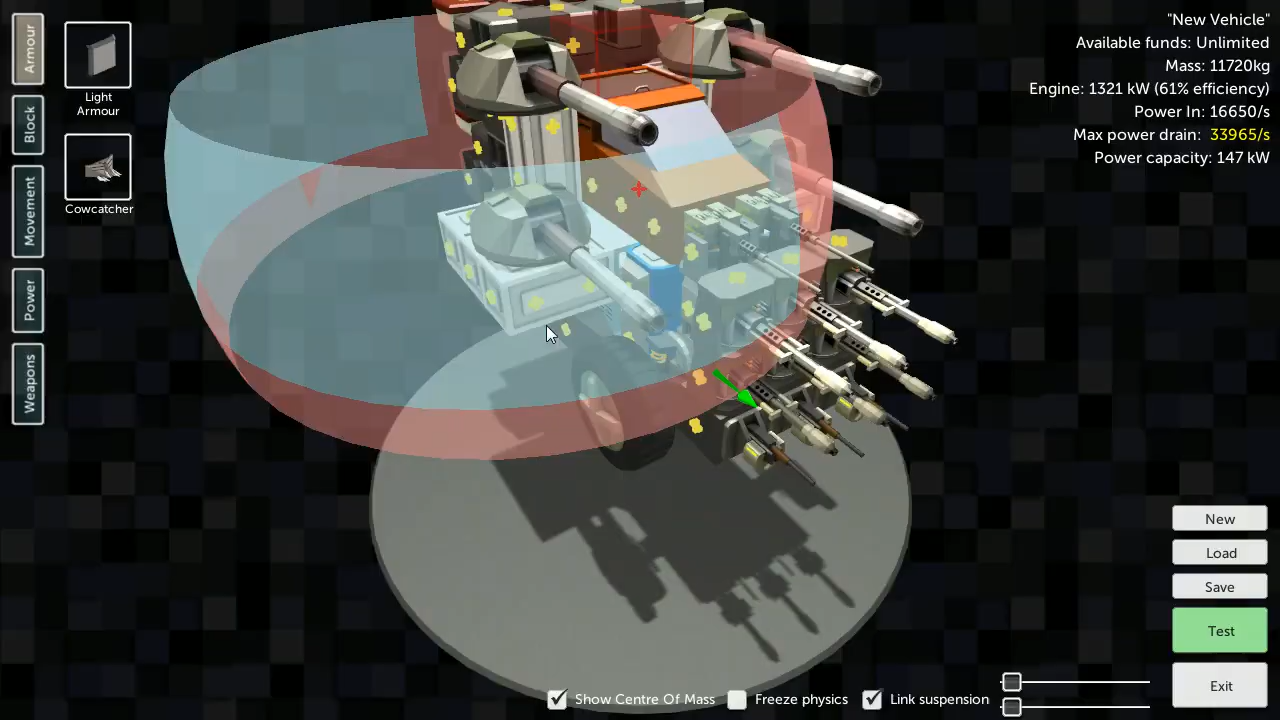 "New Vehicle"
Available funds: Unlimited
Mass: 11720kg
Engine: 1321 kW (61% efficiency)
Power In: 16650/s
Max power drain: 33965/s
Power capacity: 147 kW
Armour
Block
Movement
Power
Weapons
Light
Armour
Cowcatcher
New
Load
Save
Test
Exit
Show Centre Of Mass
Freeze physics
Link suspension